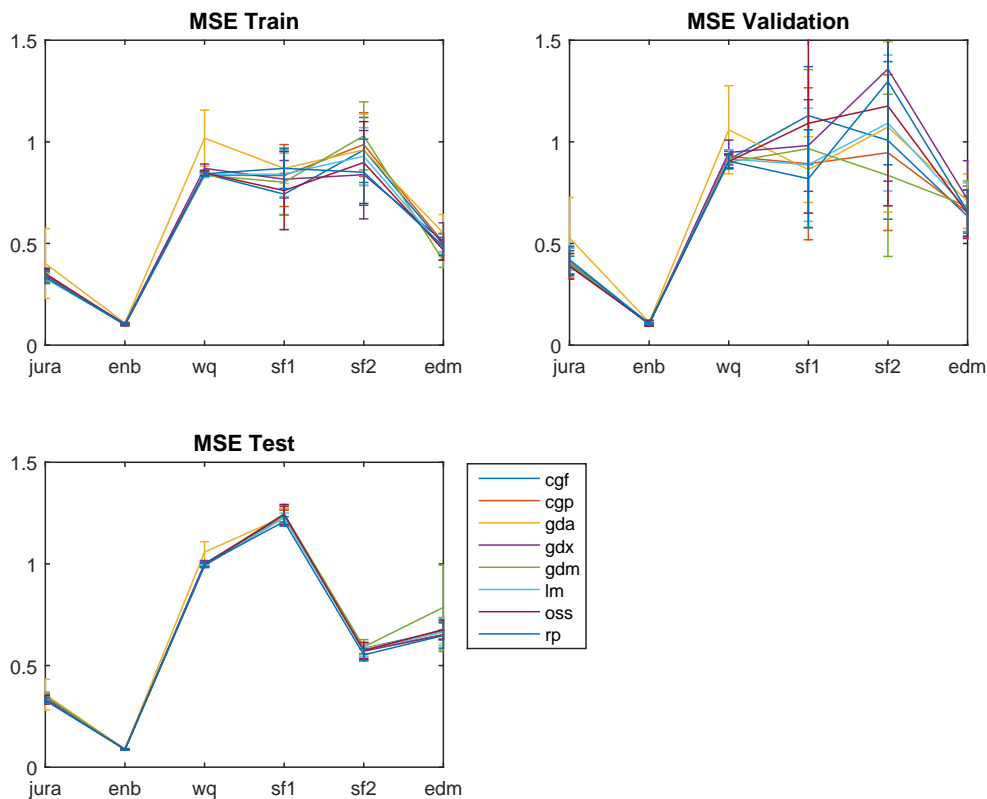 MSE Train
1.5
1
0.5
0
jura enb wq sf1 sf2 edm
MSE Validation
1.5
1
0.5
0
jura enb wq sf1 sf2 edm
MSE Test
1.5
1
0.5
0
jura enb wq sf1 sf2 edm
cgf
cgp
gda
gdx
gdm
lm
oss
rp